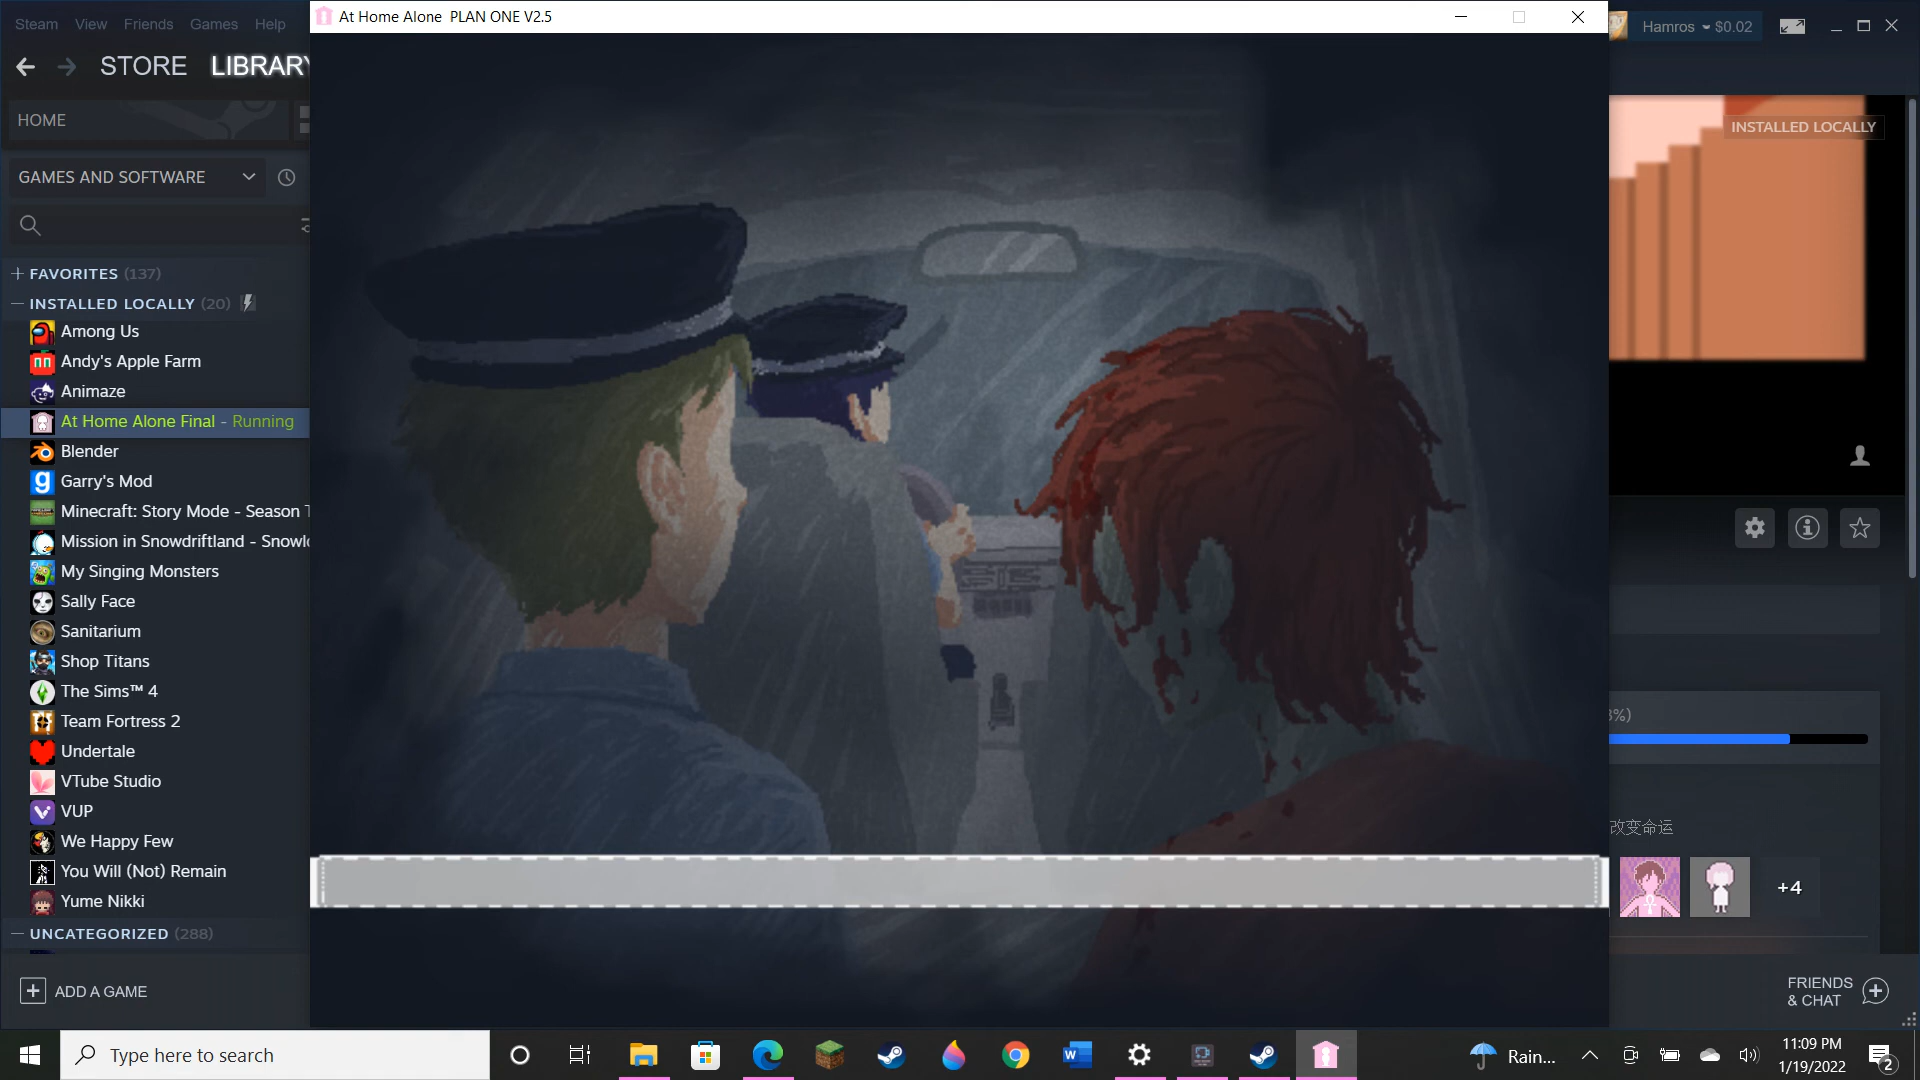 Steam View Friends Games Help
At Home Alone PLAN ONE V2.5
Hamros $0.02
STORE LIBRARY
HOME
INSTALLED LOCALLY
GAMES AND SOFTWARE
FAVORITES (137)
INSTALLED LOCALLY (20)
Among Us
Andy's Apple Farm
Animaze
At Home Alone Final - Running
Blender
Garry's Mod
Minecraft: Story Mode - Season
Mission in Snowdriftland -
My Singing Monsters
Sally Face
Sanitarium
Shop Titans
The Sims™ 4
Team Fortress 2
Undertale
%)
VTube Studio
VUP
改变命运
We Happy Few
You Will (Not) Remain
+4
Yume Nikki
UNCATEGORIZED (288)
ADD A GAME
FRIENDS
& CHAT
Type here to search
Rain...
11:09 PM
1/19/2022
2